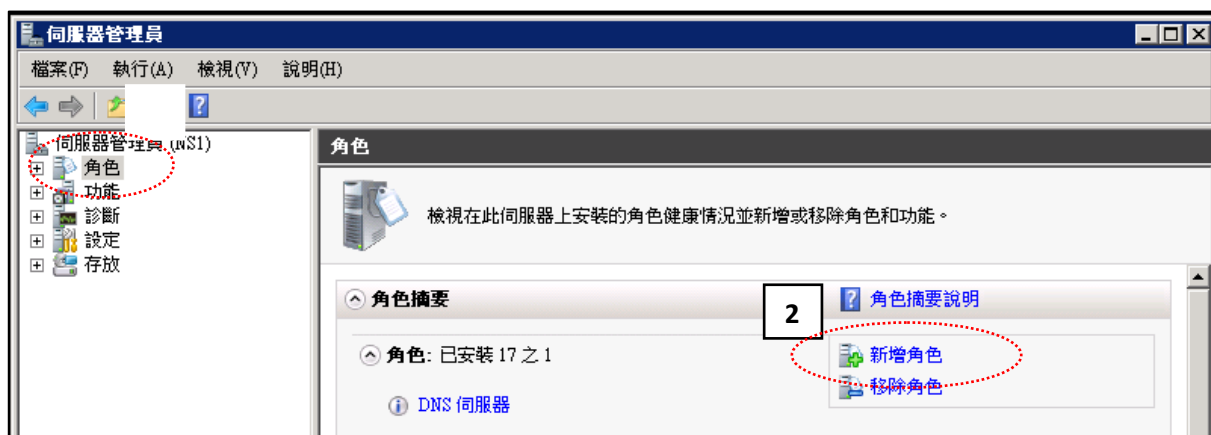 伺服器管理員
檔案(F) 執行(A) 檢視(V) 說明(H)
伺服器管理員 (NS1)
角色
功能
診斷
設定
存放
角色
檢視在此伺服器上安裝的角色健康情況並新增或移除角色和功能。
角色摘要
2
角色摘要說明
角色: 已安裝 17 之 1
新增角色
移除角色
DNS 伺服器